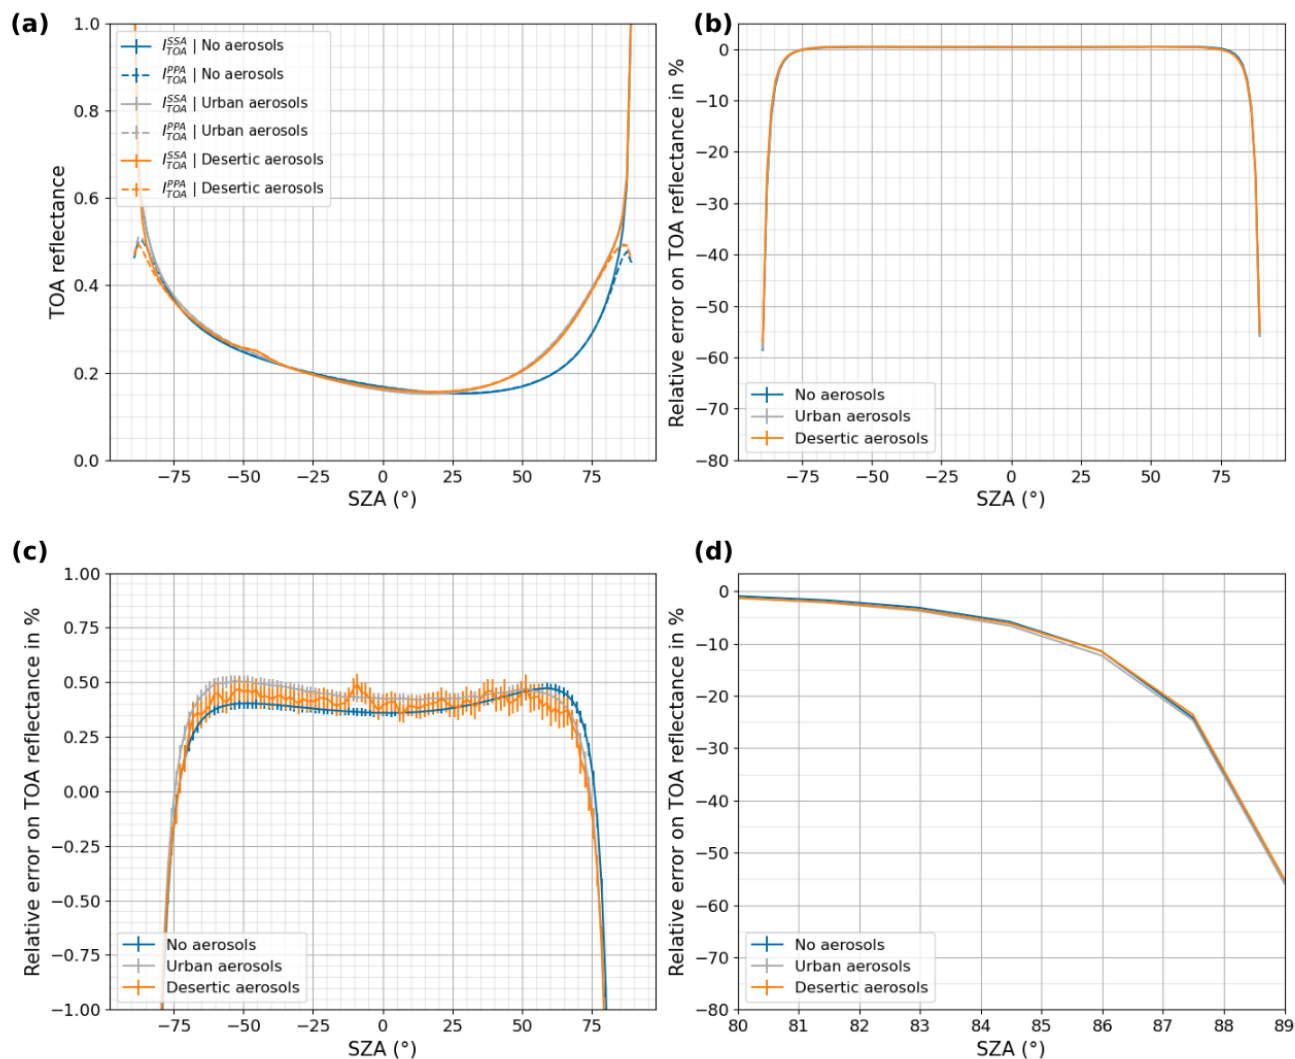 (a)
TOA reflectance
1.0
0.8
0.6
0.4
0.2
0.0
I_TOA^SSA | No aerosols
I_TOA^PPA | No aerosols
I_TOA^SSA | Urban aerosols
I_TOA^PPA | Urban aerosols
I_TOA^SSA | Desertic aerosols
I_TOA^PPA | Desertic aerosols
−75 −50 −25 0 25 50 75
SZA (°)
(b)
Relative error on TOA reflectance in %
0
−10
−20
−30
−40
−50
−60
−70
−80
No aerosols
Urban aerosols
Desertic aerosols
−75 −50 −25 0 25 50 75
SZA (°)
(c)
Relative error on TOA reflectance in %
1.00
0.75
0.50
0.25
0.00
−0.25
−0.50
−0.75
−1.00
No aerosols
Urban aerosols
Desertic aerosols
−75 −50 −25 0 25 50 75
SZA (°)
(d)
Relative error on TOA reflectance in %
0
−10
−20
−30
−40
−50
−60
−70
−80
No aerosols
Urban aerosols
Desertic aerosols
80 81 82 83 84 85 86 87 88 89
SZA (°)